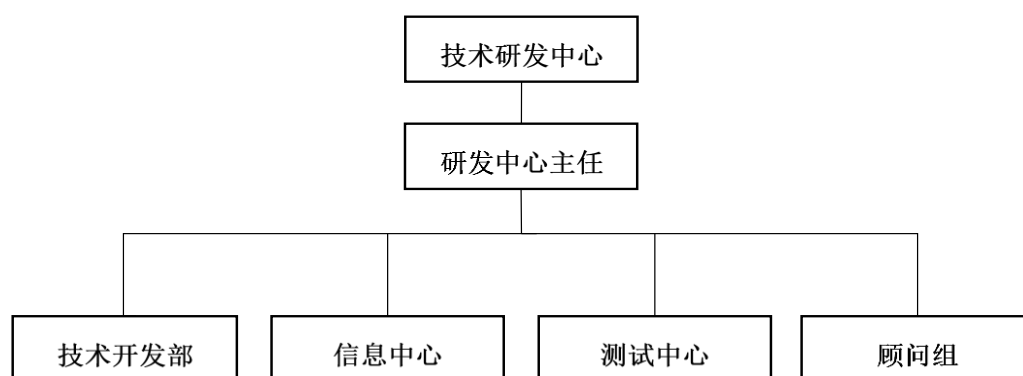 技术研发中心
研发中心主任
技术开发部
信息中心
测试中心
顾问组